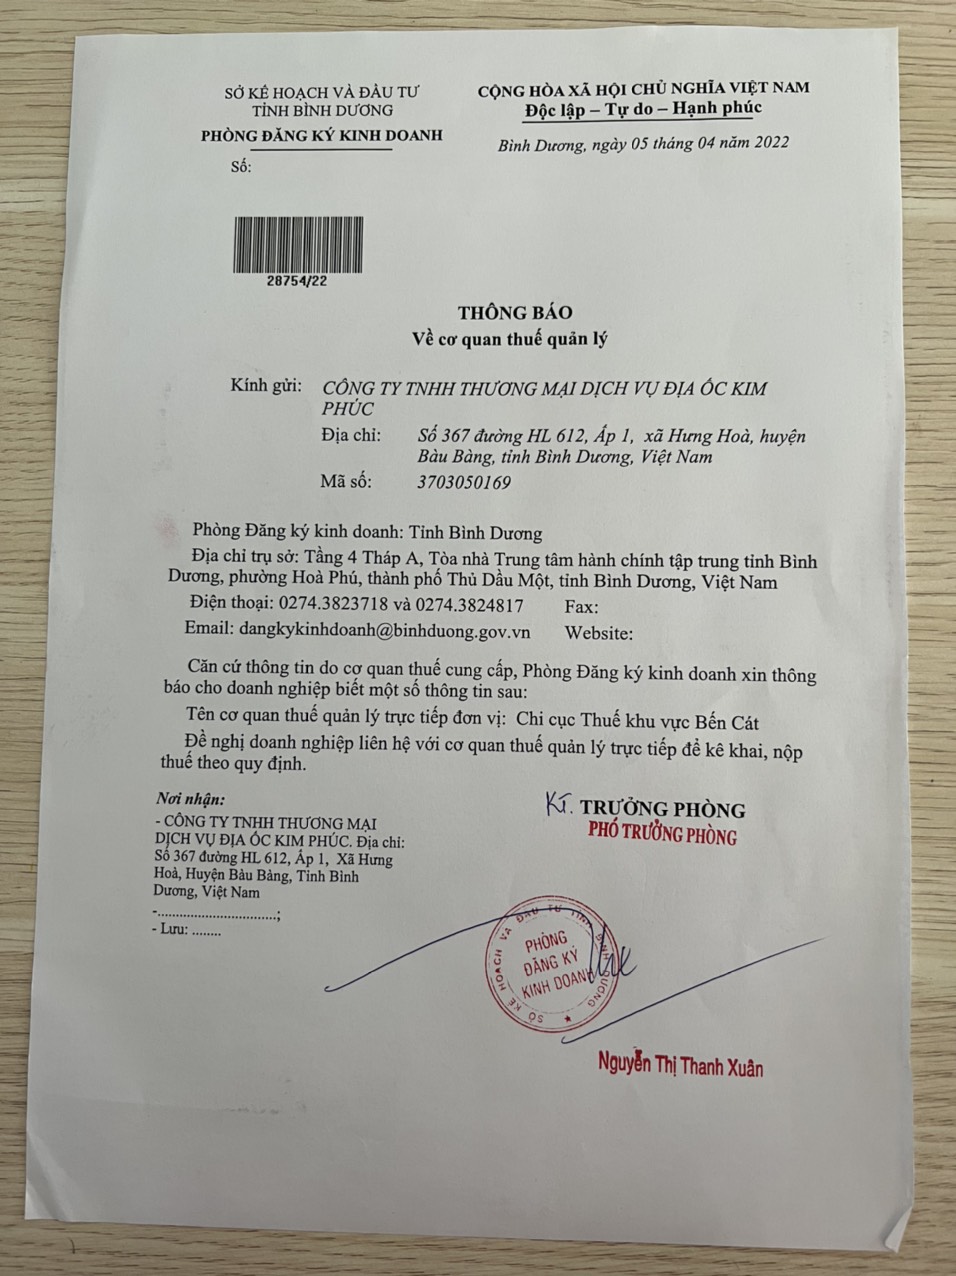 SỞ KẾ HOẠCH VÀ ĐẦU TƯ
TỈNH BÌNH DƯƠNG
PHÒNG ĐĂNG KÝ KINH DOANH
Số:
CỘNG HÒA XÃ HỘI CHỦ NGHĨA VIỆT NAM
Độc lập – Tự do – Hạnh phúc
Bình Dương, ngày 05 tháng 04 năm 2022
28754/22
THÔNG BÁO
Về cơ quan thuế quản lý
Kính gửi: CÔNG TY TNHH THƯƠNG MẠI DỊCH VỤ ĐỊA ỐC KIM
PHÚC
Địa chỉ: Số 367 đường HL 612, Ấp 1, xã Hưng Hoà, huyện
Bàu Bàng, tỉnh Bình Dương, Việt Nam
Mã số: 3703050169
Phòng Đăng ký kinh doanh: Tỉnh Bình Dương
Địa chỉ trụ sở: Tầng 4 Tháp A, Tòa nhà Trung tâm hành chính tập trung tỉnh Bình
Dương, phường Hoà Phú, thành phố Thủ Dầu Một, tỉnh Bình Dương, Việt Nam
Điện thoại: 0274.3823718 và 0274.3824817 Fax:
Email: dangkykinhdoanh@binhduong.gov.vn Website:
Căn cứ thông tin do cơ quan thuế cung cấp, Phòng Đăng ký kinh doanh xin thông
báo cho doanh nghiệp biết một số thông tin sau:
Tên cơ quan thuế quản lý trực tiếp đơn vị: Chi cục Thuế khu vực Bến Cát
Đề nghị doanh nghiệp liên hệ với cơ quan thuế quản lý trực tiếp để kê khai, nộp
thuế theo quy định.
Nơi nhận:
- CÔNG TY TNHH THƯƠNG MẠI
DỊCH VỤ ĐỊA ỐC KIM PHÚC. Địa chỉ:
Số 367 đường HL 612, Ấp 1, Xã Hưng
Hoà, Huyện Bàu Bàng, Tỉnh Bình
Dương, Việt Nam
-................................;
- Lưu: ........
KT. TRƯỞNG PHÒNG
PHÓ TRƯỞNG PHÒNG
SỞ KẾ HOẠCH VÀ ĐẦU TƯ TỈNH BÌNH DƯƠNG
PHÒNG
ĐĂNG KÝ
KINH DOANH
Nguyễn Thị Thanh Xuân